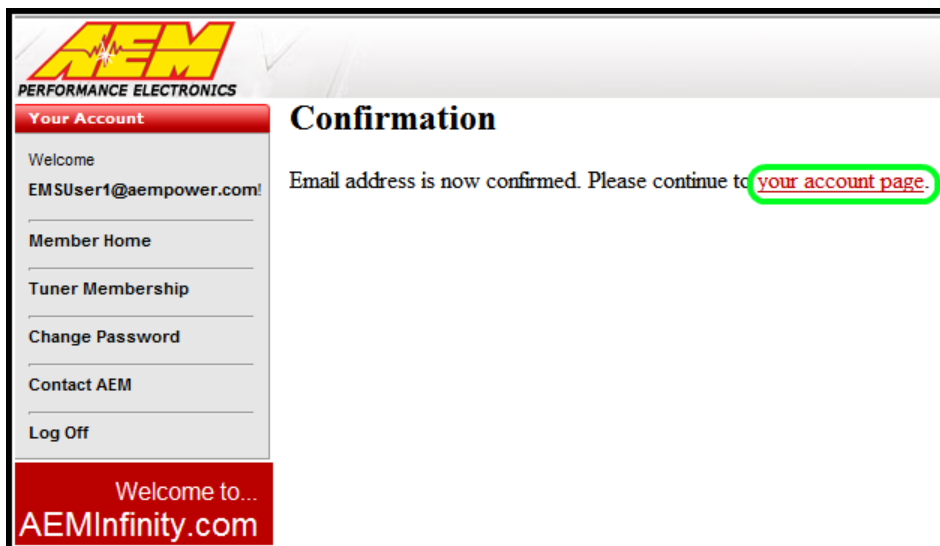 AEM
PERFORMANCE ELECTRONICS
Your Account
Welcome
EMSUser1@aempower.com!
Member Home
Tuner Membership
Change Password
Contact AEM
Log Off
Welcome to...
AEMInfinity.com
Confirmation
Email address is now confirmed. Please continue to your account page.